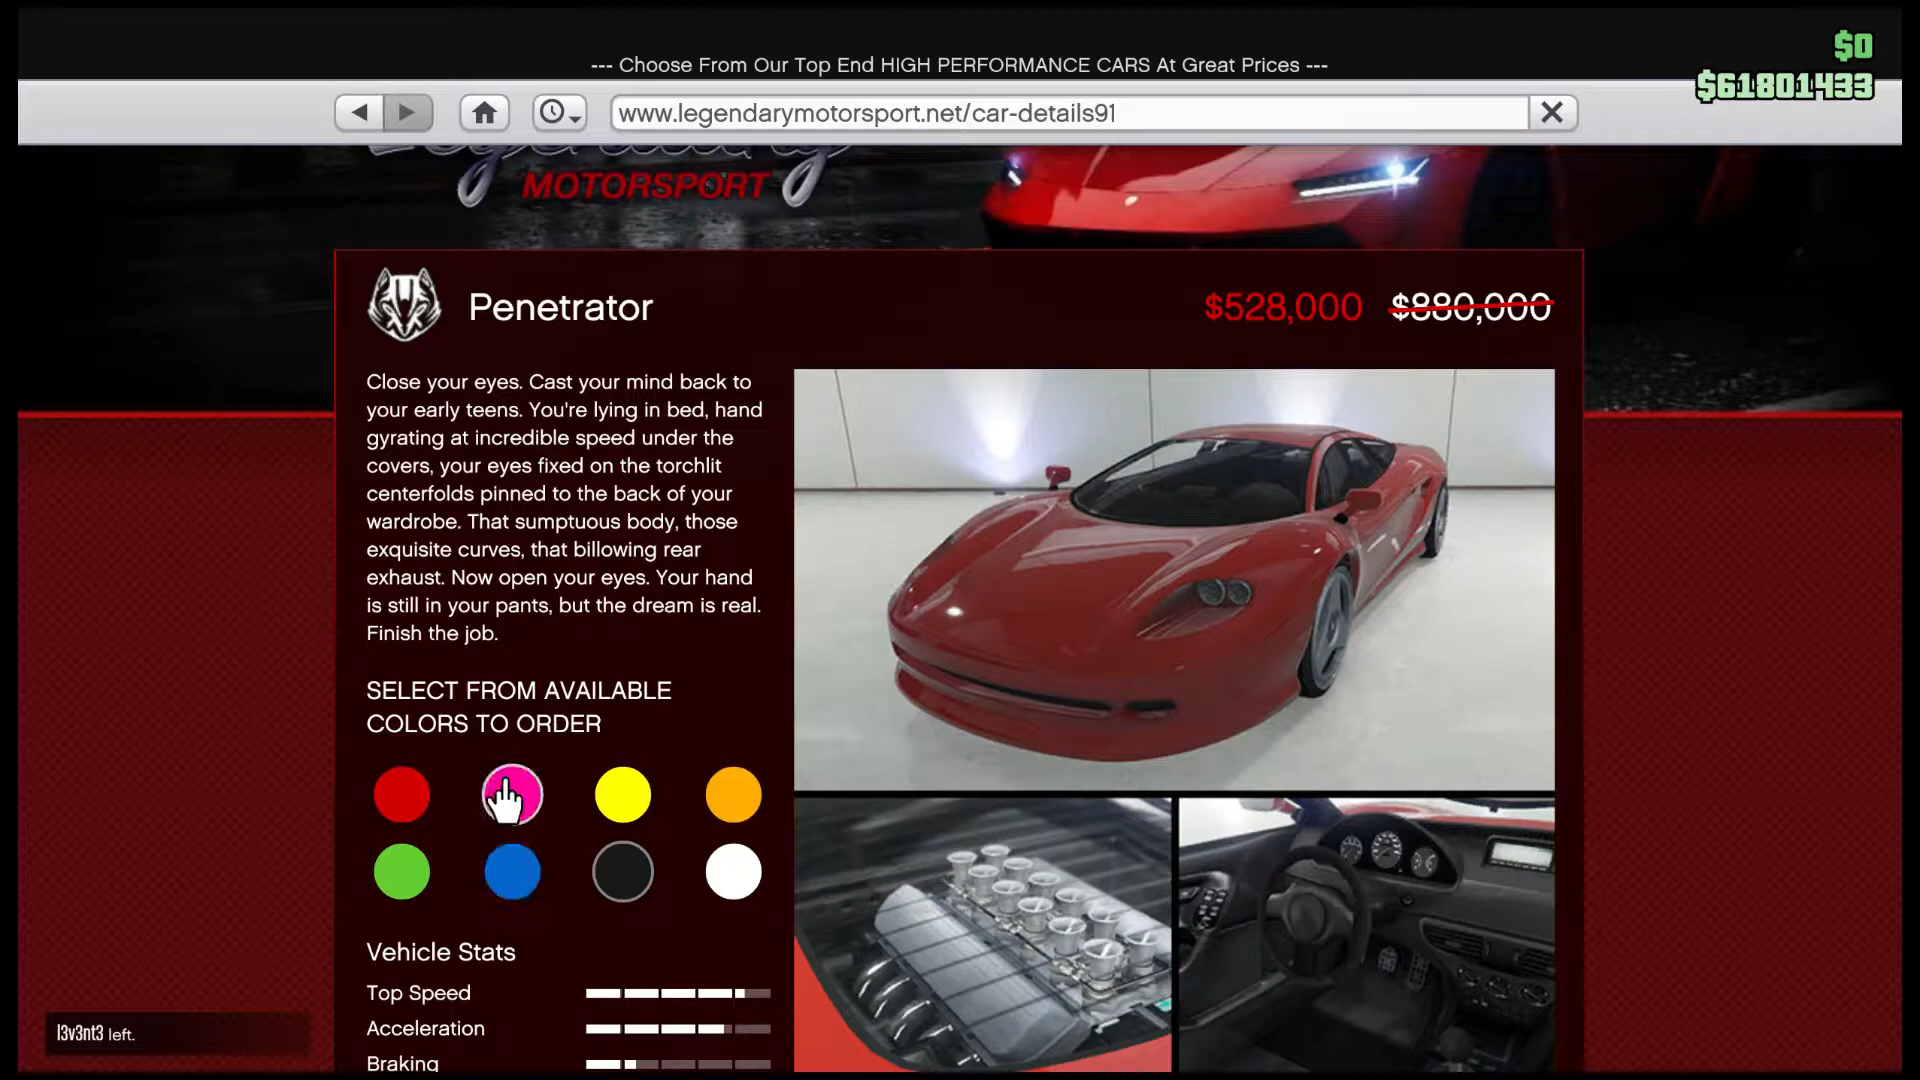 $0
--- Choose From Our Top End HIGH PERFORMANCE CARS At Great Prices ---
$61801433
www.legendarymotorsport.net/car-details91
Legendary
MOTORSPORT
Penetrator
$528,000 $880,000
Close your eyes. Cast your mind back to
your early teens. You're lying in bed, hand
gyrating at incredible speed under the
covers, your eyes fixed on the torchlit
centerfolds pinned to the back of your
wardrobe. That sumptuous body, those
exquisite curves, that billowing rear
exhaust. Now open your eyes. Your hand
is still in your pants, but the dream is real.
Finish the job.
SELECT FROM AVAILABLE
COLORS TO ORDER
Vehicle Stats
Top Speed
Acceleration
Braking
l3v3nt3 left.